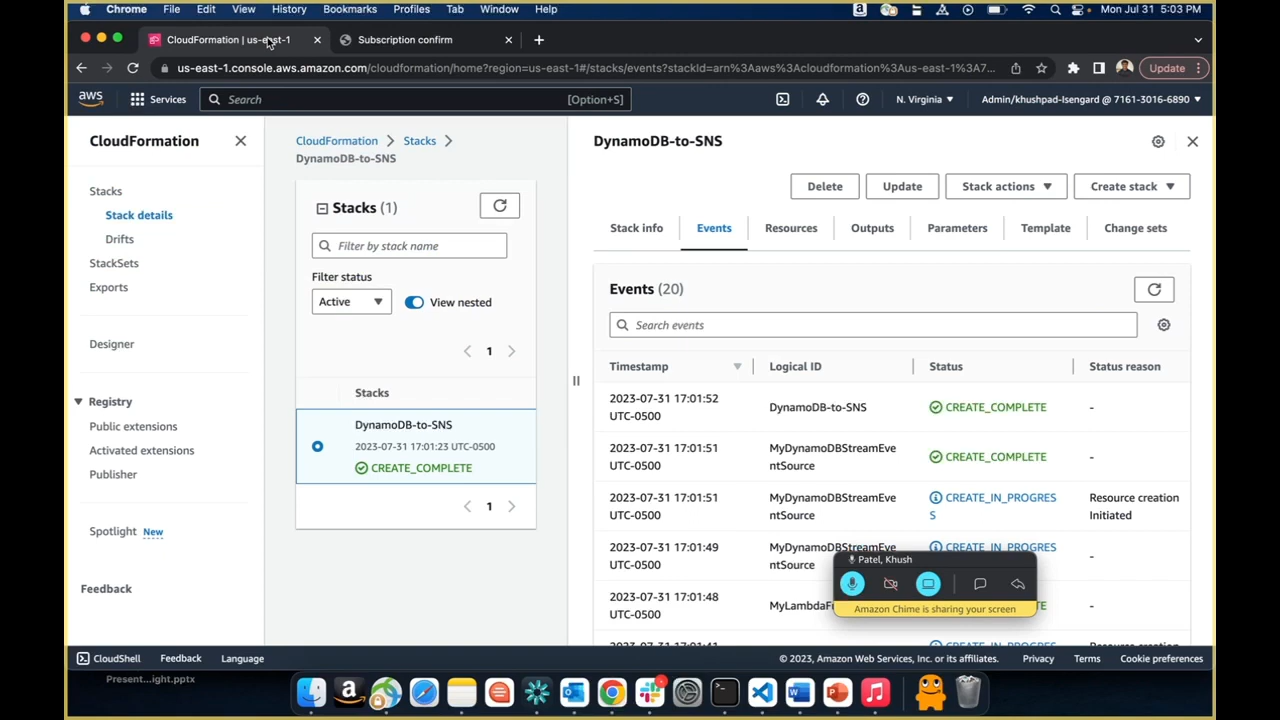 Chrome File Edit View History Bookmarks Profiles Tab Window Help Mon Jul 31 5:03 PM
CloudFormation | us-east-1 Subscription confirm
us-east-1.console.aws.amazon.com/cloudformation/home?region=us-east-1#/stacks/events?stackId=arn%3Aaws%3Acloudformation%3Aus-east-1%3A7... Update
aws Services Search [Option+S] N. Virginia Admin/khushpad-Isengard @ 7161-3016-6890
CloudFormation
Stacks
Stack details
Drifts
StackSets
Exports
Designer
Registry
Public extensions
Activated extensions
Publisher
Spotlight New
Feedback
CloudFormation Stacks
DynamoDB-to-SNS
Stacks (1)
Filter by stack name
Filter status
Active View nested
1
Stacks
DynamoDB-to-SNS
2023-07-31 17:01:23 UTC-0500
CREATE_COMPLETE
1
DynamoDB-to-SNS
Delete Update Stack actions Create stack
Stack info Events Resources Outputs Parameters Template Change sets
Events (20)
Search events
Timestamp Logical ID Status Status reason
2023-07-31 17:01:52
UTC-0500
DynamoDB-to-SNS CREATE_COMPLETE -
2023-07-31 17:01:51
UTC-0500
MyDynamoDBStreamEve
ntSource
CREATE_COMPLETE -
2023-07-31 17:01:51
UTC-0500
MyDynamoDBStreamEve
ntSource
CREATE_IN_PROGRES
S
Resource creation
Initiated
2023-07-31 17:01:49
UTC-0500
MyDynamoDBStreamEve
ntSource
CREATE_IN_PROGRES
-
2023-07-31 17:01:48
UTC-0500
MyLambdaFu
TE -
Patel, Khush
Amazon Chime is sharing your screen
CloudShell Feedback Language © 2023, Amazon Web Services, Inc. or its affiliates. Privacy Terms Cookie preferences
Present...ight.pptx